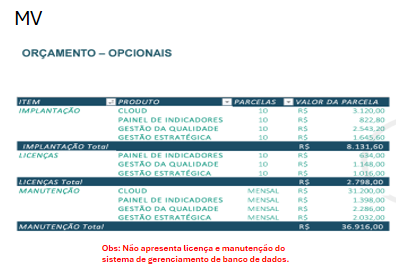 MV
ORÇAMENTO – OPCIONAIS
ITEM PRODUTO PARCELAS VALOR DA PARCELA
IMPLANTAÇÃO CLOUD 10 R$ 3.120,00
PAINEL DE INDICADORES 10 R$ 822,80
GESTÃO DA QUALIDADE 10 R$ 2.543,20
GESTÃO ESTRATÉGICA 10 R$ 1.645,60
IMPLANTAÇÃO Total R$ 8.131,60
LICENÇAS PAINEL DE INDICADORES 10 R$ 634,00
GESTÃO DA QUALIDADE 10 R$ 1.148,00
GESTÃO ESTRATÉGICA 10 R$ 1.016,00
LICENÇAS Total R$ 2.798,00
MANUTENÇÃO CLOUD MENSAL R$ 31.200,00
PAINEL DE INDICADORES MENSAL R$ 1.398,00
GESTÃO DA QUALIDADE MENSAL R$ 2.286,00
GESTÃO ESTRATÉGICA MENSAL R$ 2.032,00
MANUTENÇÃO Total R$ 36.916,00
Obs: Não apresenta licença e manutenção do
sistema de gerenciamento de banco de dados.